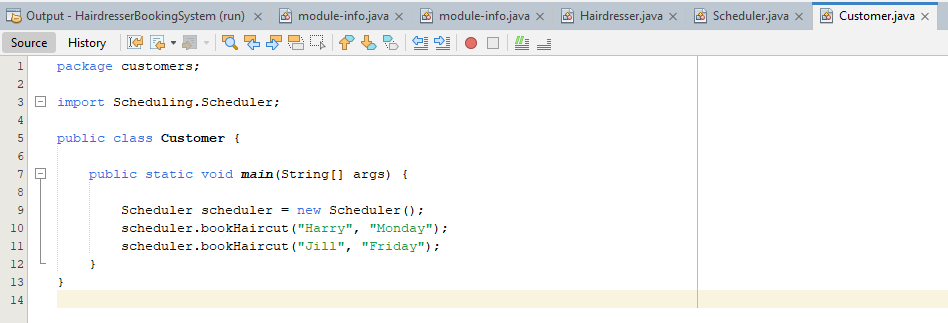 Output - HairdresserBookingSystem (run) × module-info.java × module-info.java × Hairdresser.java × Scheduler.java × Customer.java ×
Source History
1 package customers;
2
3 import Scheduling.Scheduler;
4
5 public class Customer {
6
7 public static void main(String[] args) {
8
9 Scheduler scheduler = new Scheduler();
10 scheduler.bookHaircut("Harry", "Monday");
11 scheduler.bookHaircut("Jill", "Friday");
12 }
13 }
14